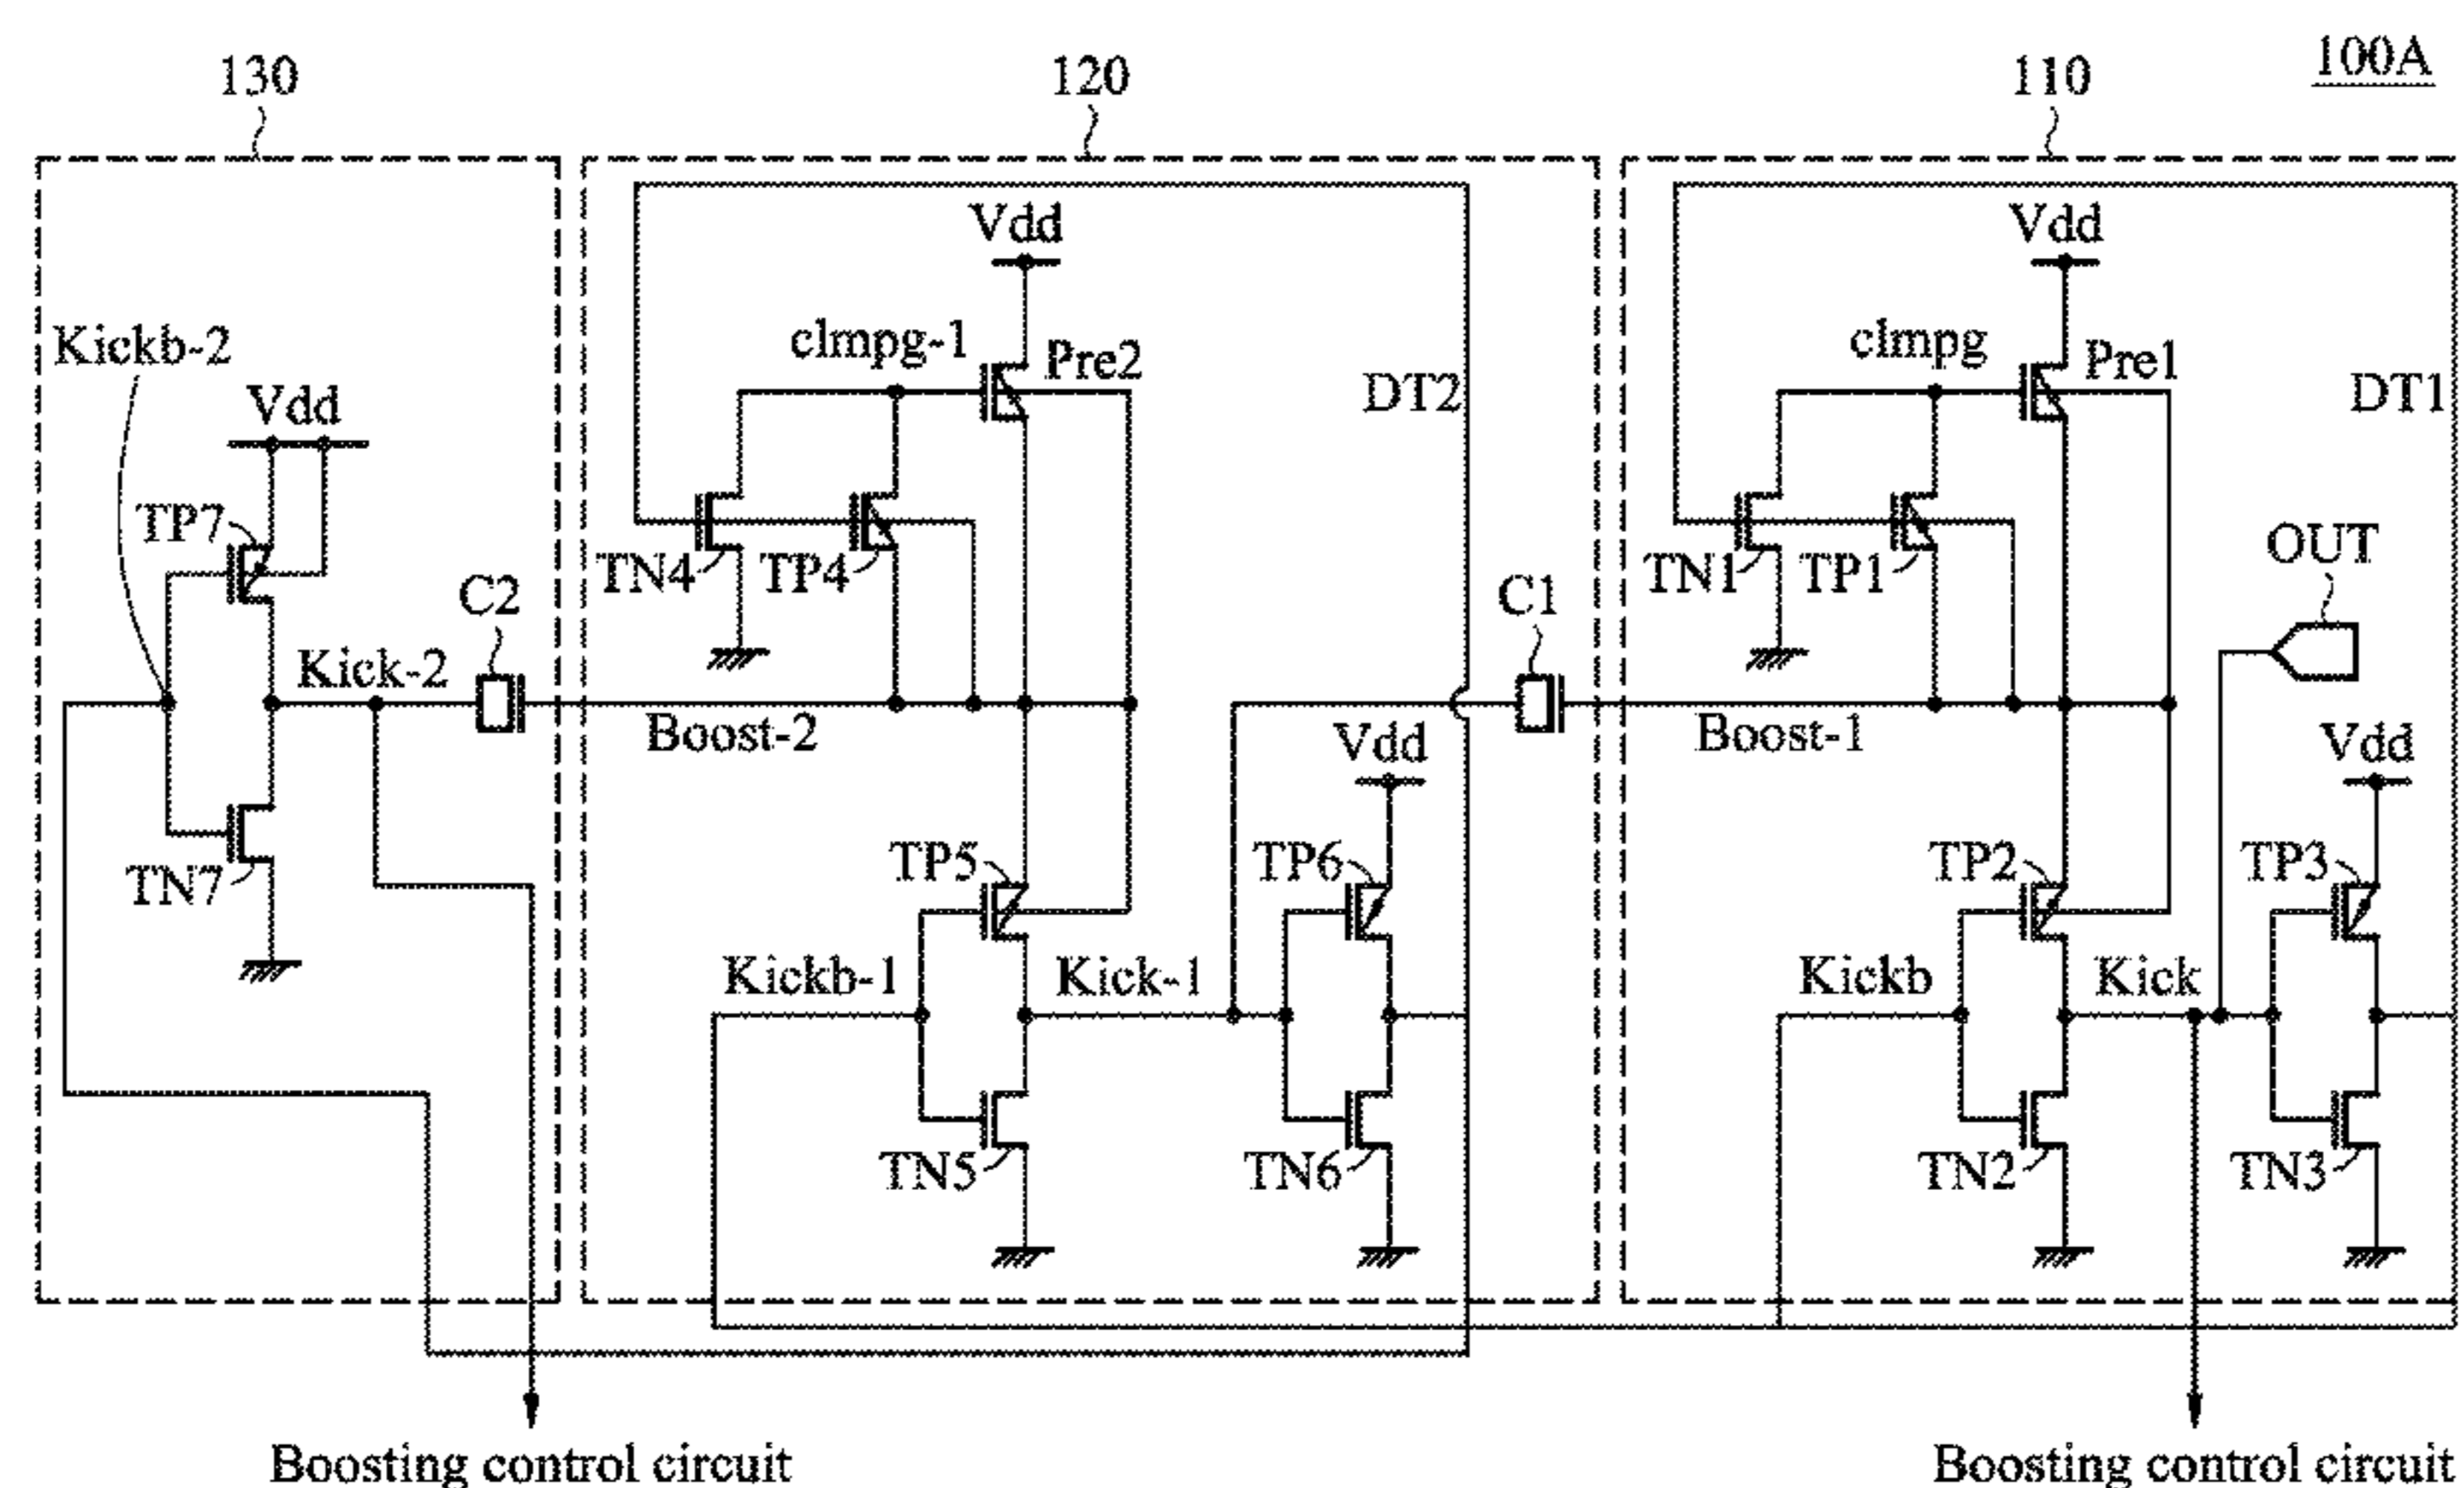 100A
130
120
110
Vdd
Vdd
clmpg-1
Pre2
DT2
clmpg
Pre1
DT1
Kickb-2
Vdd
TP7
TN4
TP4
TN1
TP1
OUT
C2
C1
Kick-2
Boost-2
Boost-1
Vdd
Vdd
TN7
TP5
TP6
TP2
TP3
Kickb-1
Kick-1
Kickb
Kick
TN5
TN6
TN2
TN3
Boosting control circuit
Boosting control circuit